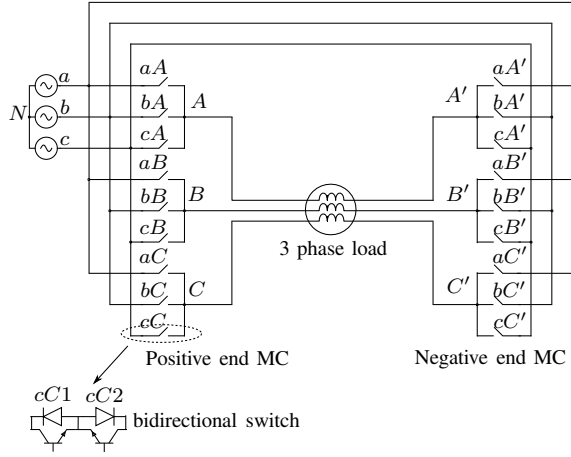 a
N
b
c
aA
bA
cA
A
aB
bB
cB
B
aC
bC
cC
C
3 phase load
aA′
bA′
cA′
A′
aB′
bB′
cB′
B′
aC′
bC′
cC′
C′
Positive end MC
Negative end MC
cC1 cC2
bidirectional switch